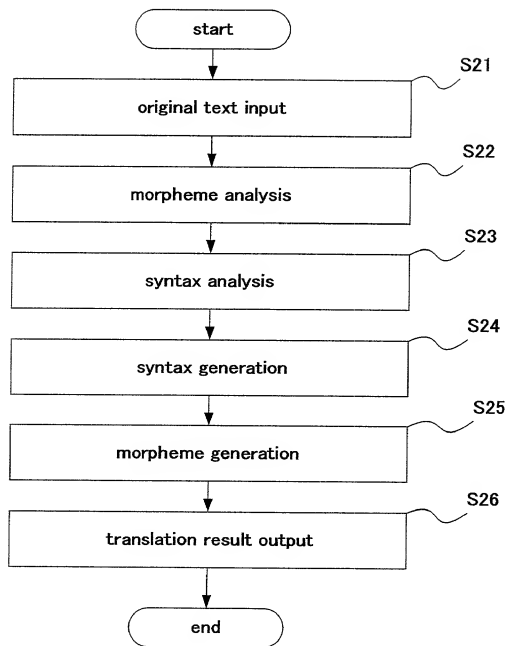 start
S21
original text input
S22
morpheme analysis
S23
syntax analysis
S24
syntax generation
S25
morpheme generation
S26
translation result output
end